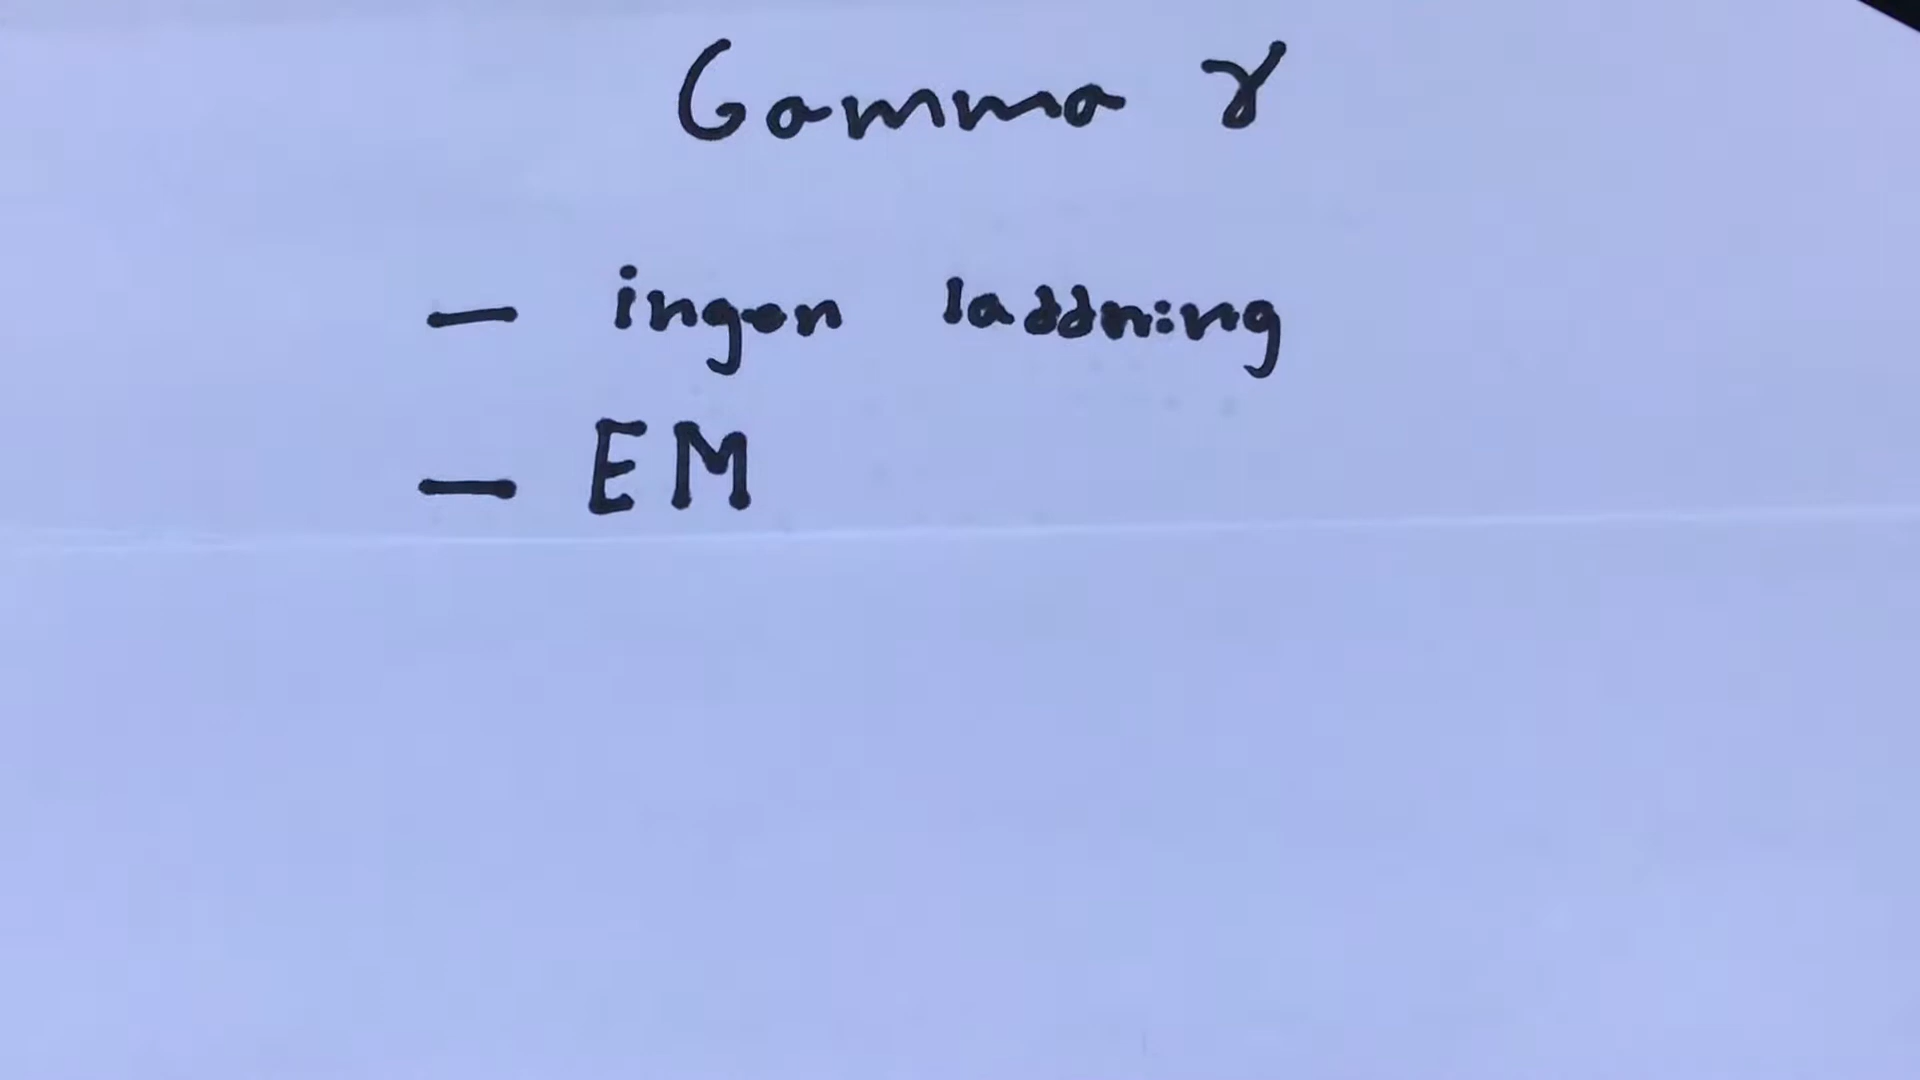 Gamma γ
- ingen laddning
- EM